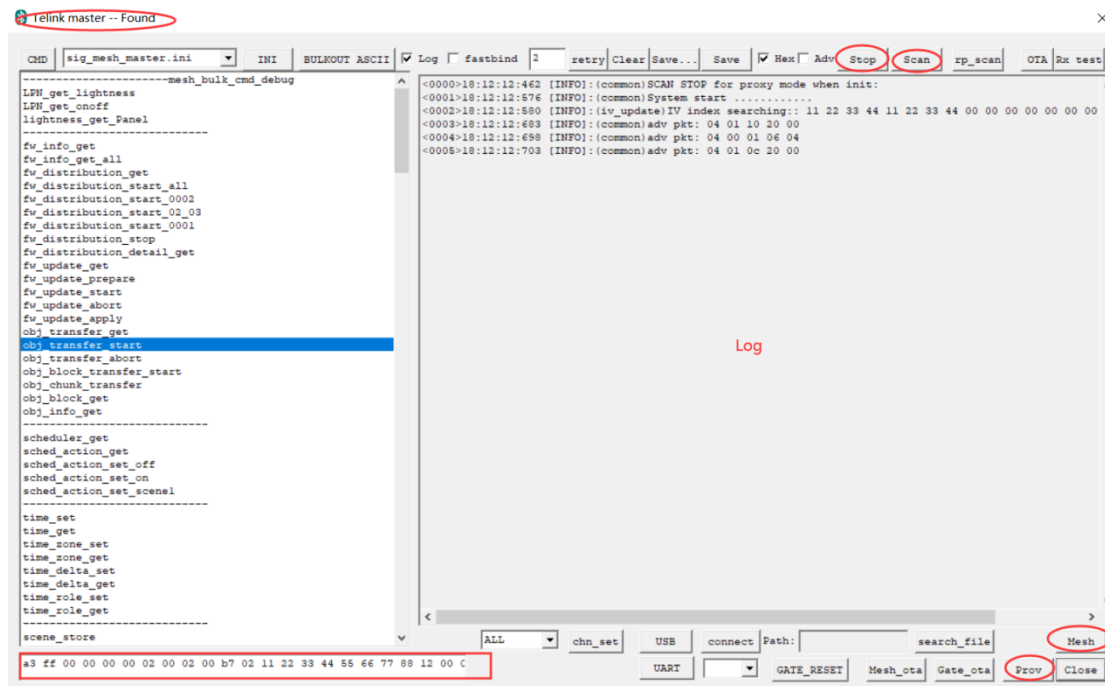 Telink master -- Found
CMD sig_mesh_master.ini INI BULKOUT ASCII Log fastbind 2 retry Clear Save... Save Hex Adv Stop Scan rp_scan OTA Rx test
----------------------mesh_bulk_cmd_debug
LPN_get_lightness
LPN_get_onoff
lightness_get_Panel
----------------------------
fw_info_get
fw_info_get_all
fw_distribution_get
fw_distribution_start_all
fw_distribution_start_0002
fw_distribution_start_02_03
fw_distribution_start_0001
fw_distribution_stop
fw_distribution_detail_get
fw_update_get
fw_update_prepare
fw_update_start
fw_update_abort
fw_update_apply
obj_transfer_get
obj_transfer_start
obj_transfer_abort
obj_block_transfer_start
obj_chunk_transfer
obj_block_get
obj_info_get
----------------------------
scheduler_get
sched_action_get
sched_action_set_off
sched_action_set_on
sched_action_set_scene1
----------------------------
time_set
time_get
time_zone_set
time_zone_get
time_delta_set
time_delta_get
time_role_set
time_role_get
----------------------------
scene_store
<0000>18:12:12:462 [INFO]:(common)SCAN STOP for proxy mode when init:
<0001>18:12:12:576 [INFO]:(common)System start ............
<0002>18:12:12:580 [INFO]:(iv_update)IV index searching:: 11 22 33 44 11 22 33 44 00 00 00 00 00 00 00
<0003>18:12:12:683 [INFO]:(common)adv pkt: 04 01 10 20 00
<0004>18:12:12:698 [INFO]:(common)adv pkt: 04 00 01 06 04
<0005>18:12:12:703 [INFO]:(common)adv pkt: 04 01 0c 20 00
Log
ALL chn_set USB connect Path: search_file Mesh
a3 ff 00 00 00 00 02 00 02 00 b7 02 11 22 33 44 55 66 77 88 12 00
UART GATE_RESET Mesh_ota Gate_ota Prov Close